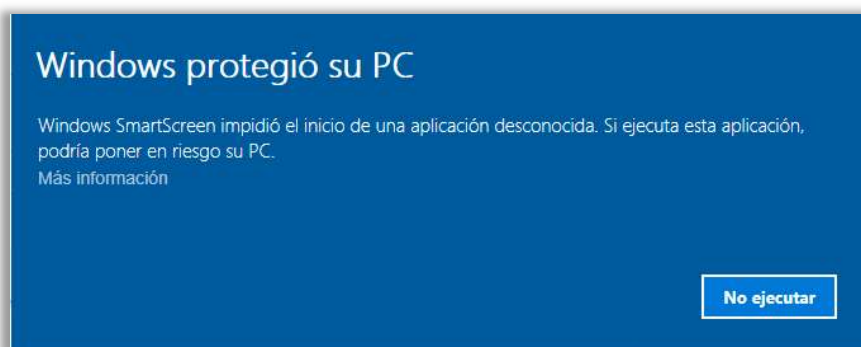 Windows protegió su PC
Windows SmartScreen impidió el inicio de una aplicación desconocida. Si ejecuta esta aplicación,
podría poner en riesgo su PC.
Más información
No ejecutar